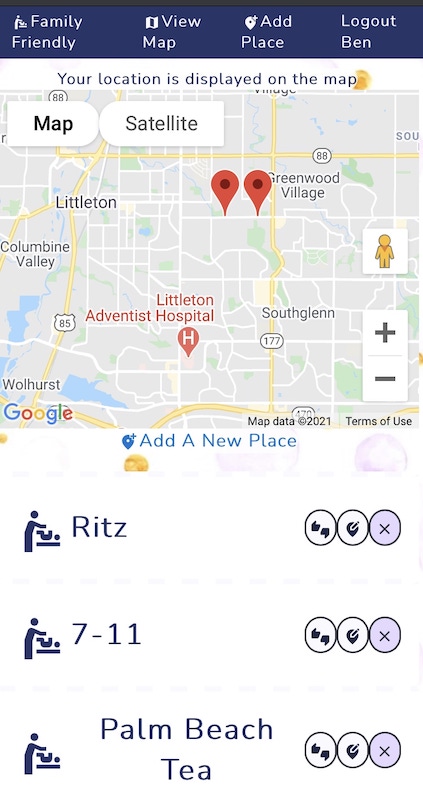 Family Friendly
View Map
Add Place
Logout Ben
Your location is displayed on the map
88
Village
Map
Satellite
SOU
88
Greenwood
Village
Littleton
Columbine
Valley
Littleton
Adventist Hospital
Southglenn
H
85
177
Wolhurst
Google
470
Map data ©2021
Terms of Use
Add A New Place
Ritz
7-11
Palm Beach
Tea